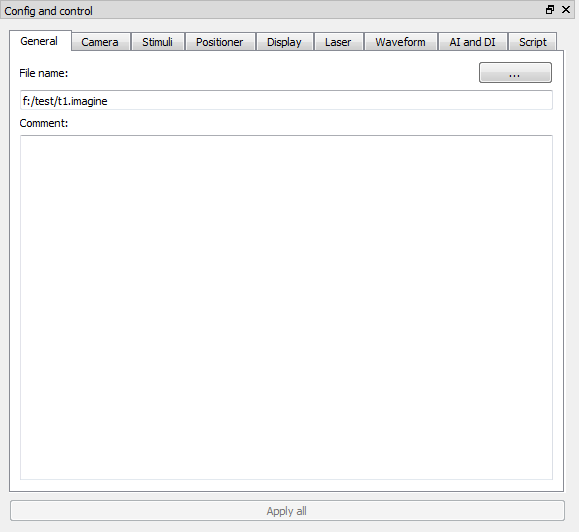 Config and control
General Camera Stimuli Positioner Display Laser Waveform AI and DI Script
File name:
...
f:/test/t1.imagine
Comment:
Apply all